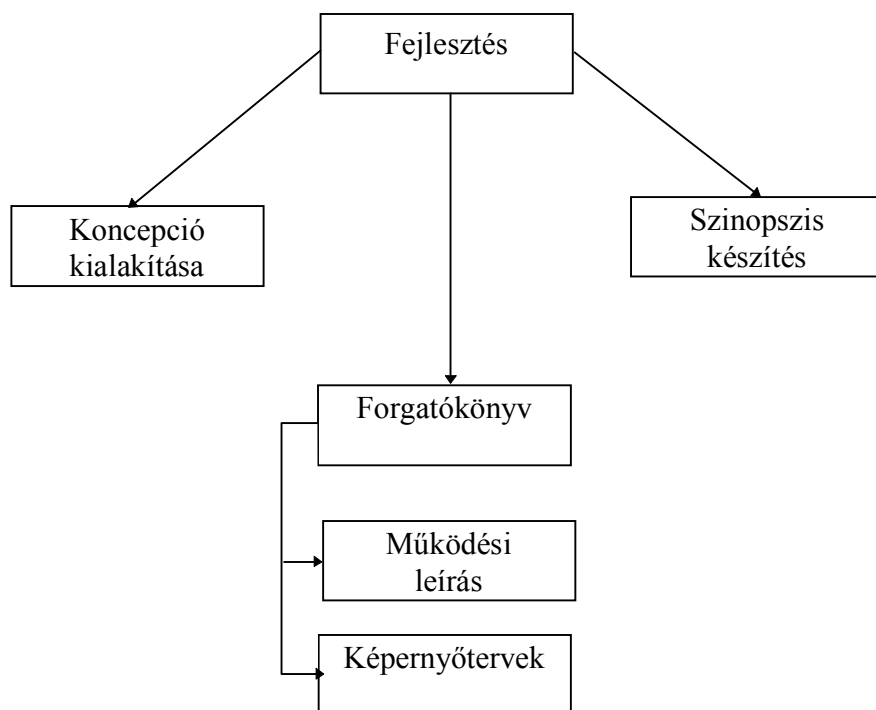 Fejlesztés
Koncepció
kialakítása
Szinopszis
készítés
Forgatókönyv
Működési
leírás
Képernyőtervek